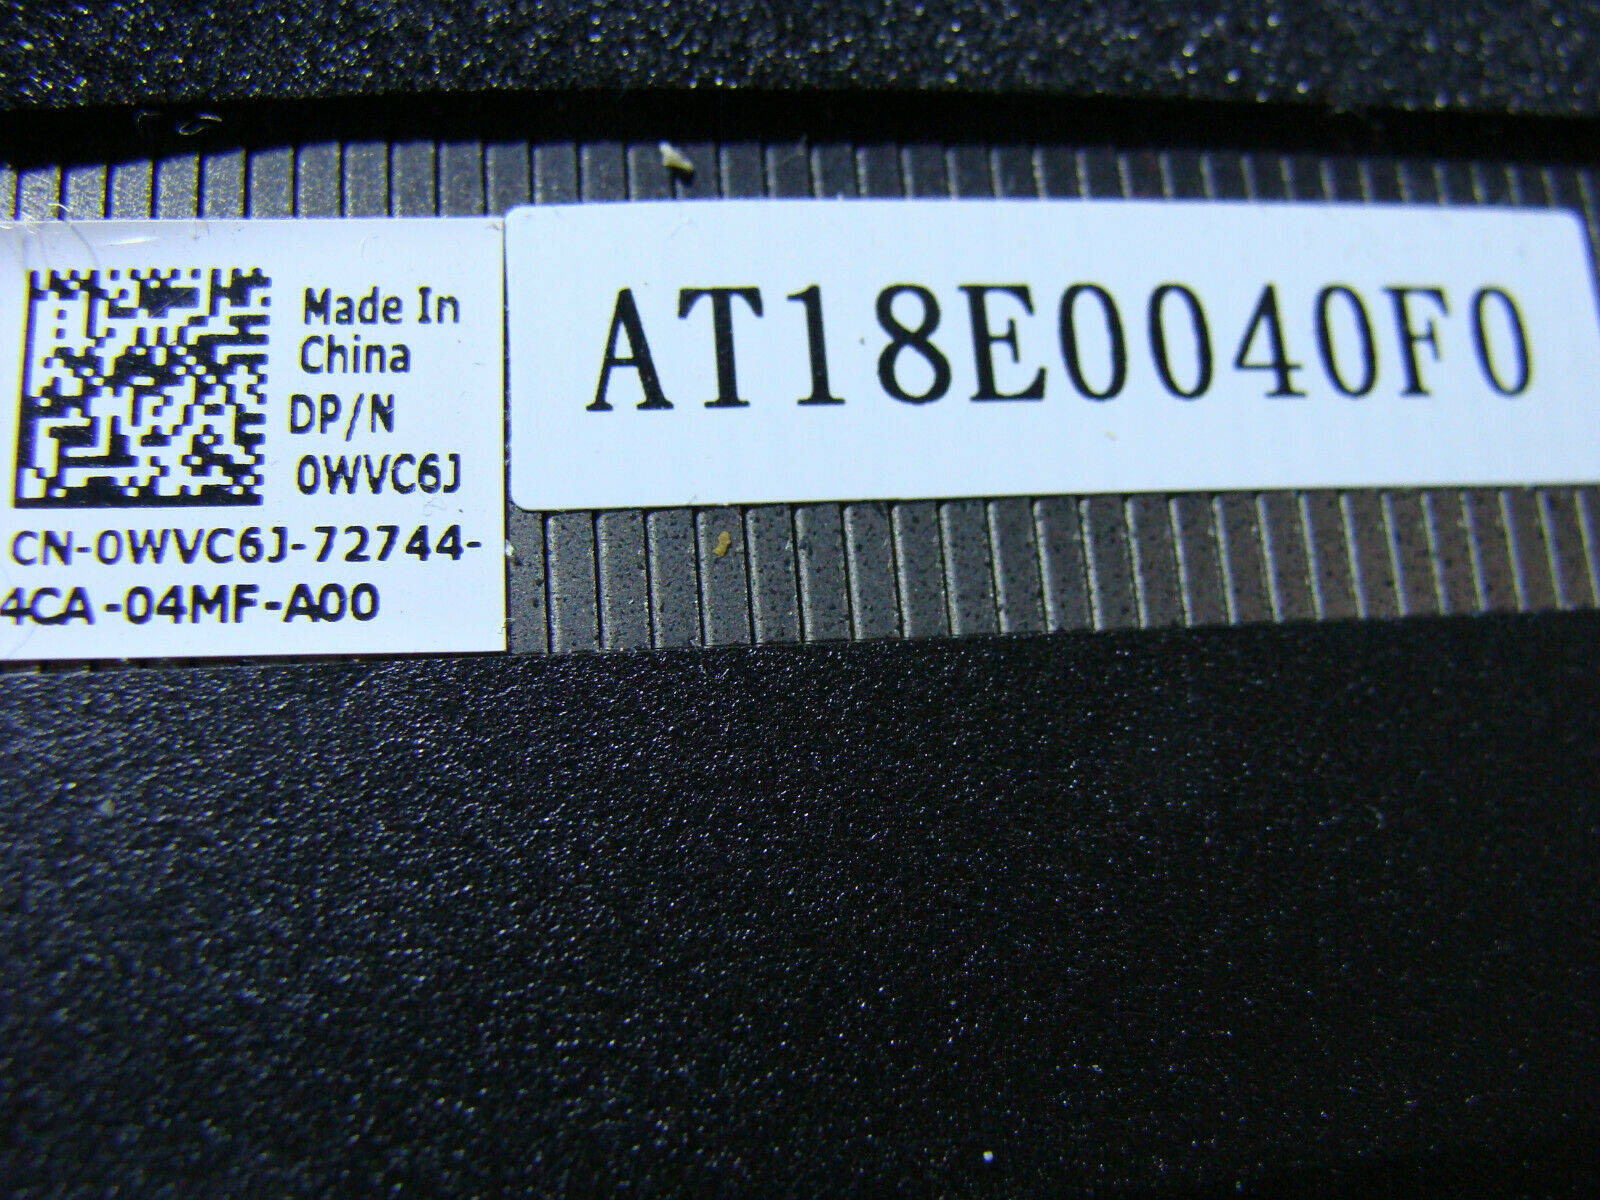 Made In
China
DP/N
0WVC6J
CN-0WVC6J-72744-
4CA-04MF-A00
AT18E0040F0